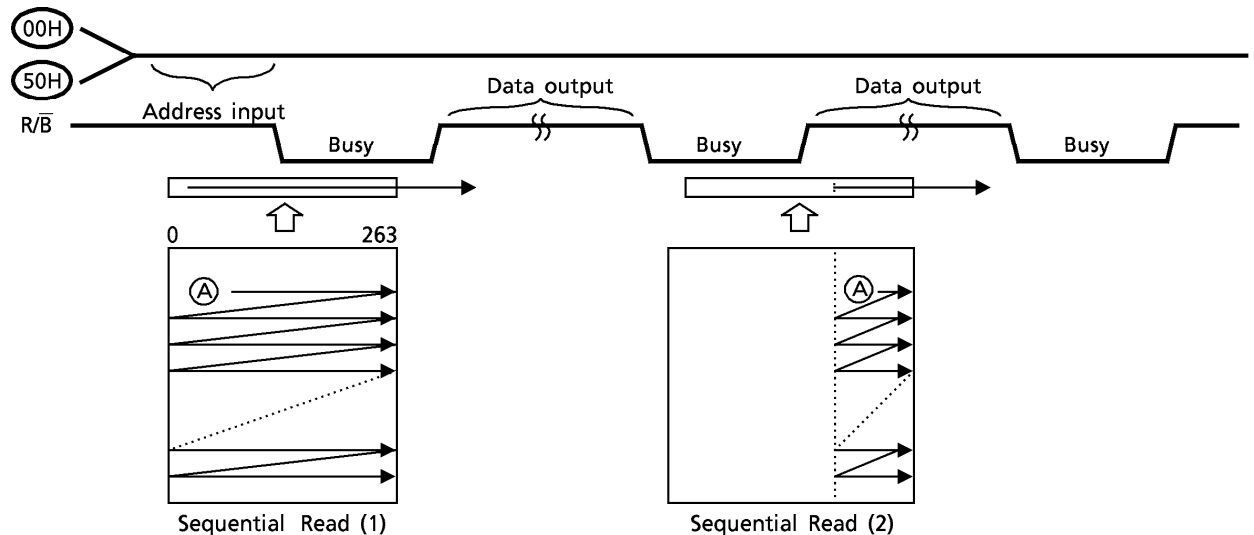 00H
50H
Address input
Data output
Data output
R/B̅
Busy
Busy
Busy
0 263
A
A
Sequential Read (1)
Sequential Read (2)